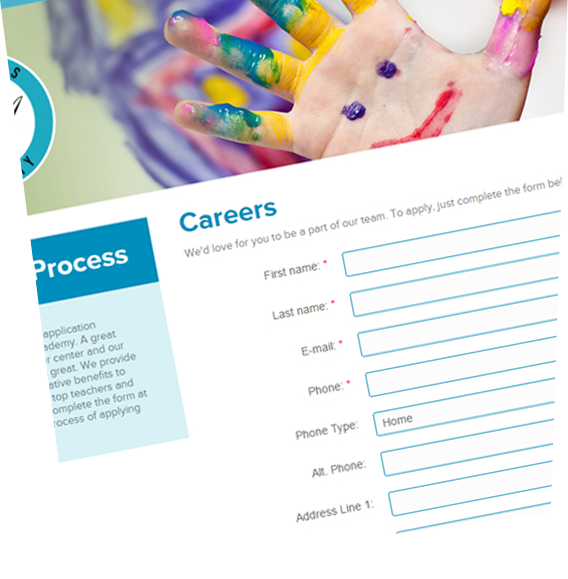 Careers
We'd love for you to be a part of our team. To apply, just complete the form
First name: *
Last name: *
E-mail: *
Phone: *
Phone Type: Home
Alt. Phone:
Address Line 1:
Process
application
ademy. A great
r center and our
great. We provide
ative benefits to
top teachers and
omplete the form at
rocess of applying